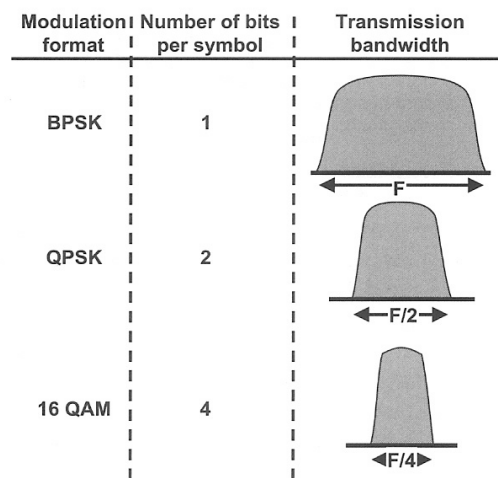 Modulation format
Number of bits per symbol
Transmission bandwidth
BPSK
1
F
QPSK
2
F/2
16 QAM
4
F/4